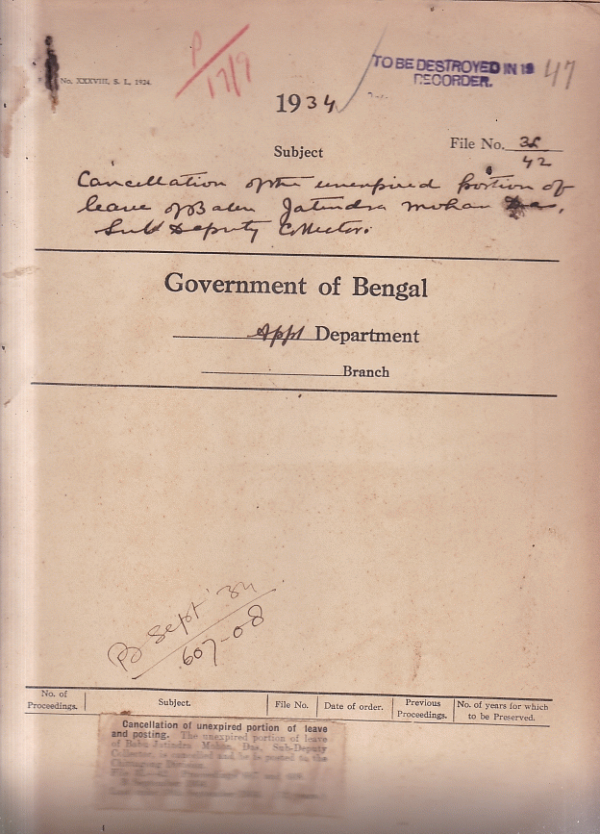 No. XXXVIII, S. I., 1924.
P
17/9
TO BE DESTROYED IN 19 47
RECORDER.
1934
File No.
42
Subject
Cancellation of the unexpired portion of
leave of Babu Jatindra Mohan
Sub Deputy Collector.
Government of Bengal
Appt Department
Branch
B Sept '34
607-08
No. of Proceedings.
Subject.
File No.
Date of order.
Previous Proceedings.
No. of years for which to be Preserved.
Cancellation of unexpired portion of leave
and posting. The unexpired portion of leave
of Babu Jatindra Mohan Das, Sub-Deputy
Collector, is cancelled and he is posted to the
Chittagong Division.